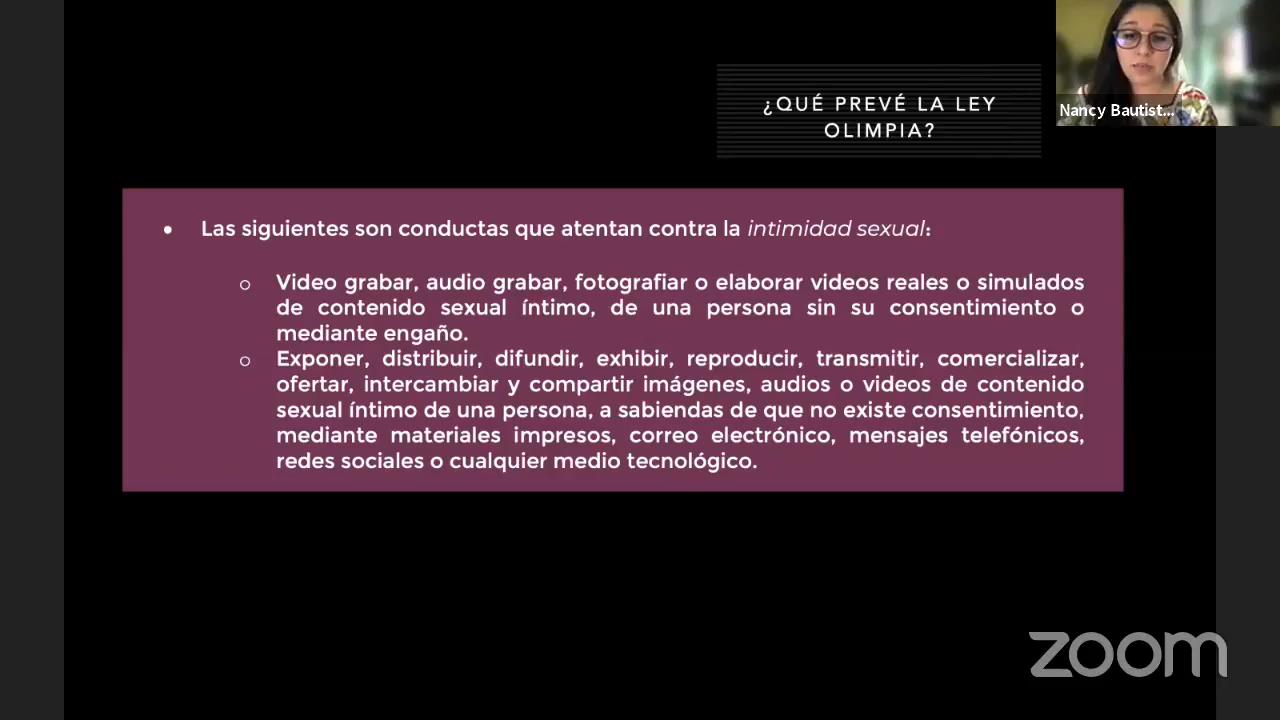 ¿QUÉ PREVÉ LA LEY
OLIMPIA?
Nancy Bautist...
• Las siguientes son conductas que atentan contra la intimidad sexual:
o Video grabar, audio grabar, fotografiar o elaborar videos reales o simulados
de contenido sexual íntimo, de una persona sin su consentimiento o
mediante engaño.
o Exponer, distribuir, difundir, exhibir, reproducir, transmitir, comercializar,
ofertar, intercambiar y compartir imágenes, audios o videos de contenido
sexual íntimo de una persona, a sabiendas de que no existe consentimiento,
mediante materiales impresos, correo electrónico, mensajes telefónicos,
redes sociales o cualquier medio tecnológico.
zoom